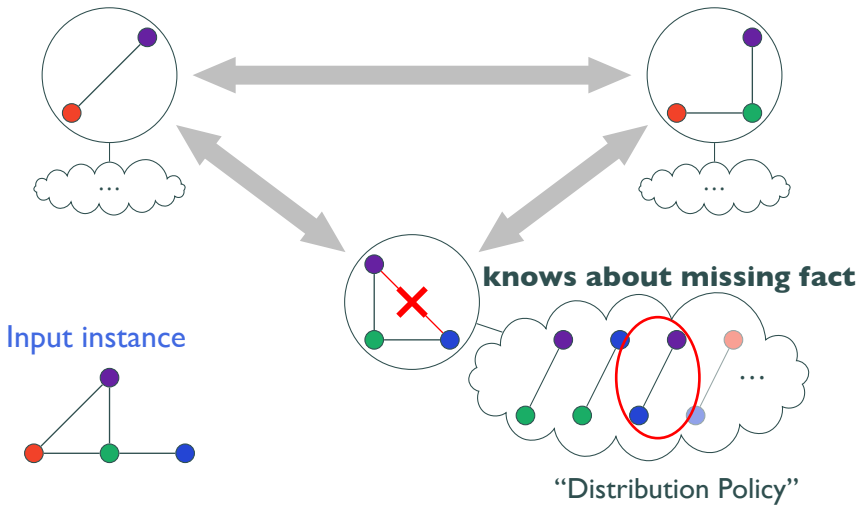 ...
...
knows about missing fact
Input instance
...
“Distribution Policy”